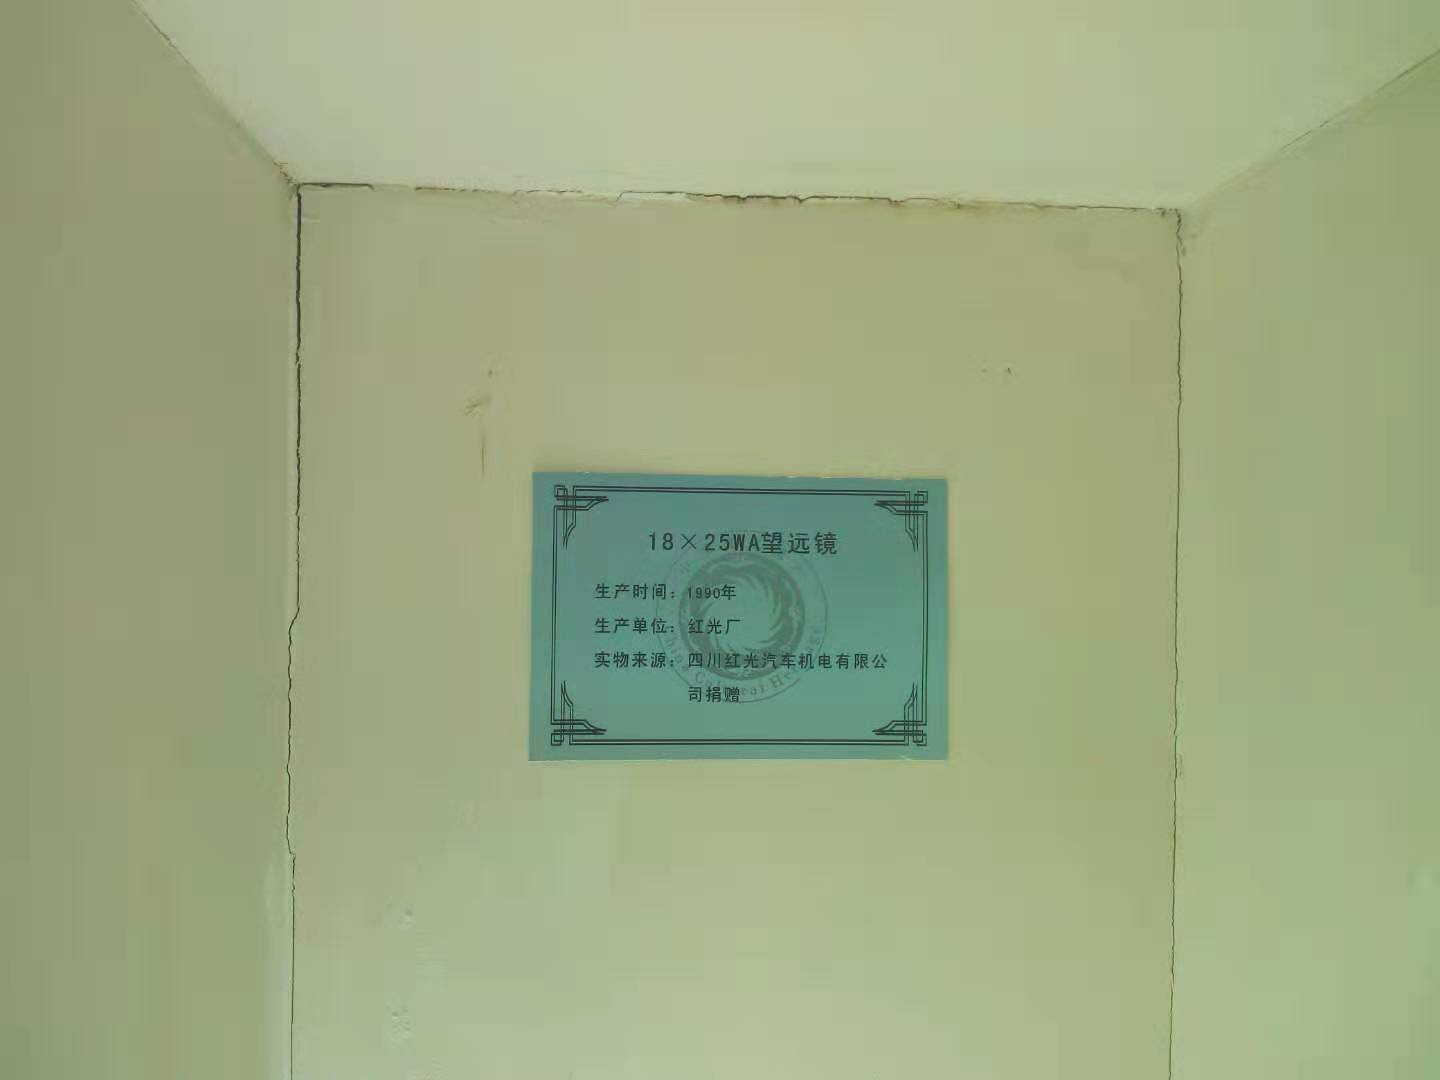 18×25WA望远镜
生产时间：1990年
生产单位：红光厂
实物来源：四川红光汽车机电有限公
司捐赠